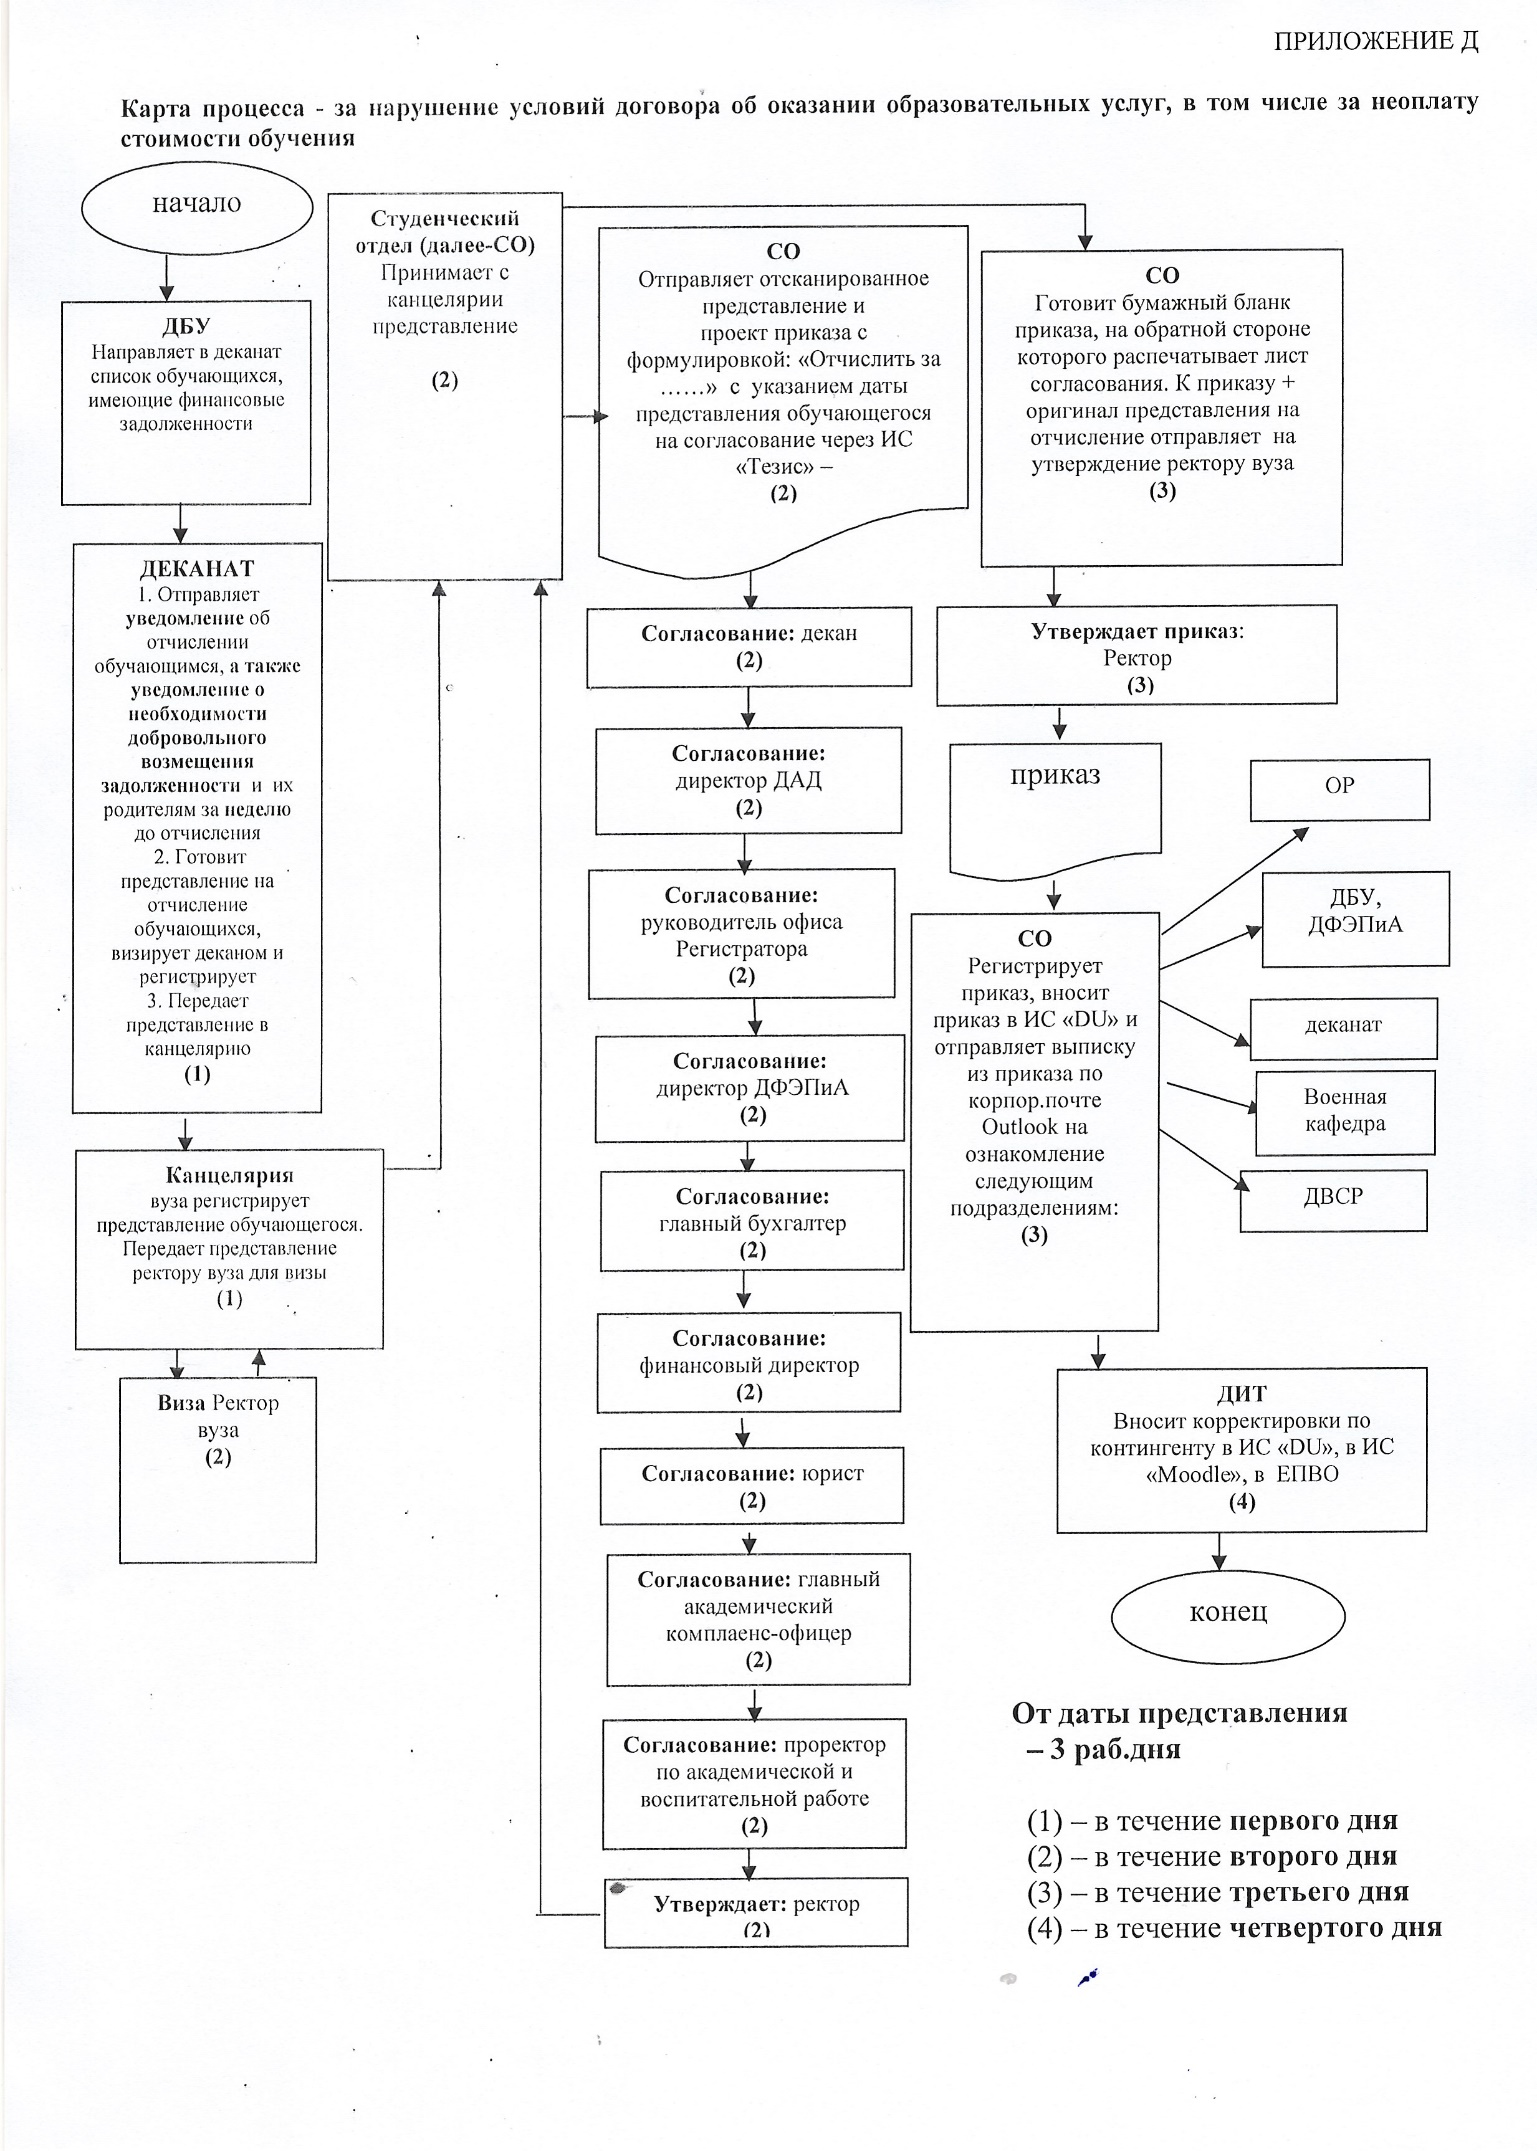 ПРИЛОЖЕНИЕ Д
Карта процесса - за нарушение условий договора об оказании образовательных услуг, в том числе за неоплату
стоимости обучения
начало
ДБУ
Направляет в деканат
список обучающихся,
имеющие финансовые
задолженности
ДЕКАНАТ
1. Отправляет
уведомление об
отчислении
обучающимся, а также
уведомление о
необходимости
добровольного
возмещения
задолженности и их
родителям за неделю
до отчисления
2. Готовит
представление на
отчисление
обучающихся,
визирует деканом и
регистрирует
3. Передает
представление в
канцелярию
(1)
Канцелярия
вуза регистрирует
представление обучающегося.
Передает представление
ректору вуза для визы
(1)
Виза Ректор
вуза
(2)
Студенческий
отдел (далее-СО)
Принимает с
канцелярии
представление
(2)
СО
Отправляет отсканированное
представление и
проект приказа с
формулировкой: «Отчислить за
......» с указанием даты
представления обучающегося
на согласование через ИС
«Тезис» –
(2)
Согласование: декан
(2)
Согласование:
директор ДАД
(2)
Согласование:
руководитель офиса
Регистратора
(2)
Согласование:
директор ДФЭПиА
(2)
Согласование:
главный бухгалтер
(2)
Согласование:
финансовый директор
(2)
Согласование: юрист
(2)
Согласование: главный
академический
комплаенс-офицер
(2)
Согласование: проректор
по академической и
воспитательной работе
(2)
Утверждает: ректор
(2)
СО
Готовит бумажный бланк
приказа, на обратной стороне
которого распечатывает лист
согласования. К приказу +
оригинал представления на
отчисление отправляет на
утверждение ректору вуза
(3)
Утверждает приказ:
Ректор
(3)
приказ
СО
Регистрирует
приказ, вносит
приказ в ИС «DU» и
отправляет выписку
из приказа по
корпор.почте
Outlook на
ознакомление
следующим
подразделениям:
(3)
ОР
ДБУ,
ДФЭПиА
деканат
Военная
кафедра
ДВСР
ДИТ
Вносит корректировки по
контингенту в ИС «DU», в ИС
«Moodle», в ЕПВО
(4)
конец
От даты представления
– 3 раб.дня
(1) – в течение первого дня
(2) – в течение второго дня
(3) – в течение третьего дня
(4) – в течение четвертого дня